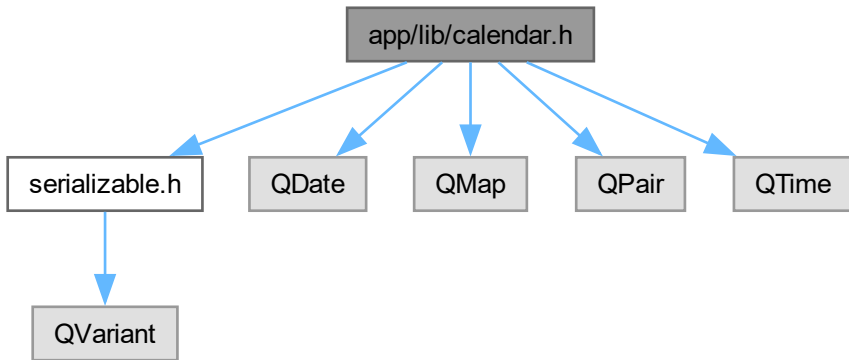 app/lib/calendar.h
serializable.h
QDate
QMap
QPair
QTime
QVariant